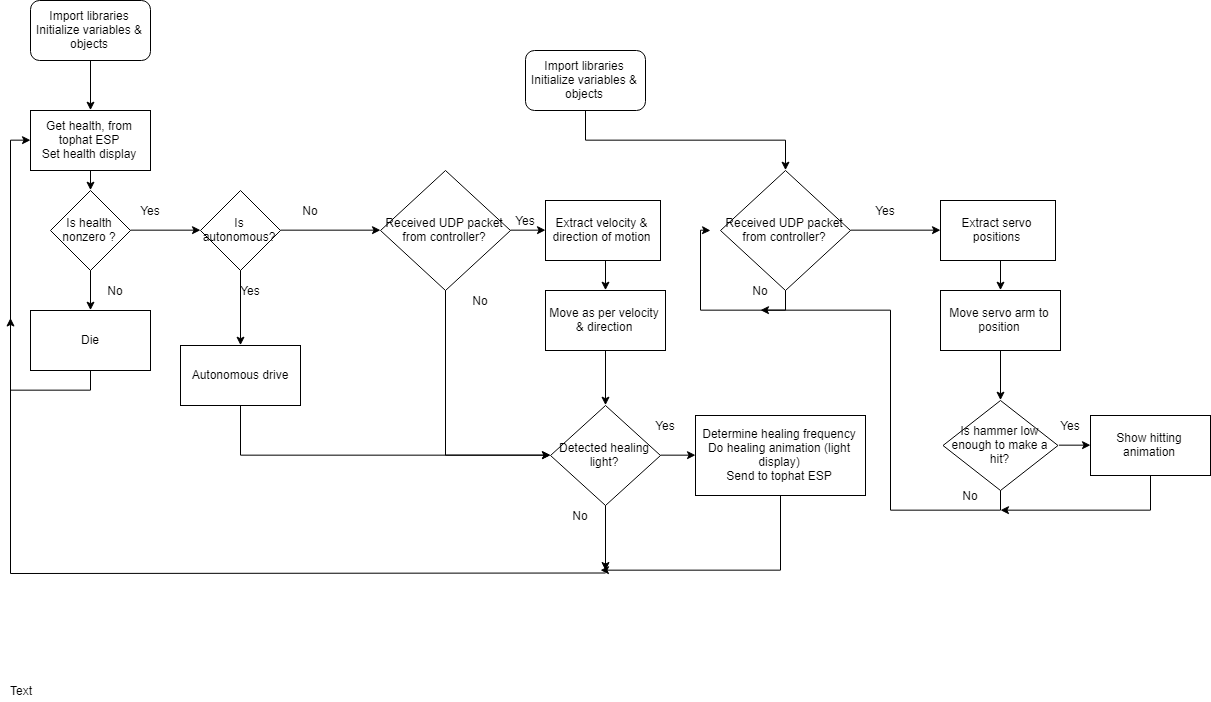 Import libraries
Initialize variables &
objects
Get health, from
tophat ESP
Set health display
Is health
nonzero ?
Yes
No
Die
Is
autonomous?
No
Yes
Autonomous drive
Received UDP packet
from controller?
Yes
No
Extract velocity &
direction of motion
Move as per velocity
& direction
Detected healing
light?
Yes
No
Determine healing frequency
Do healing animation (light
display)
Send to tophat ESP
Import libraries
Initialize variables &
objects
Received UDP packet
from controller?
Yes
No
Extract servo
positions
Move servo arm to
position
Is hammer low
enough to make a
hit?
Yes
No
Show hitting
animation
Text